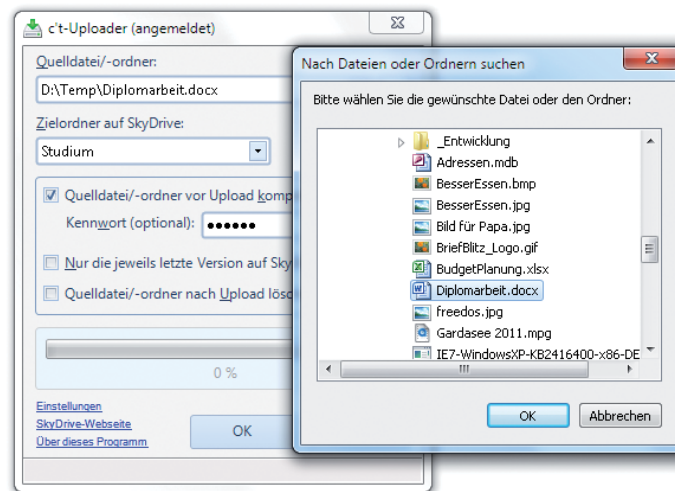 c't-Uploader (angemeldet)
Quelldatei/-ordner:
D:\Temp\Diplomarbeit.docx
Zielordner auf SkyDrive:
Studium
Quelldatei/-ordner vor Upload komp
Kennwort (optional): ●●●●●●
Nur die jeweils letzte Version auf Sky
Quelldatei/-ordner nach Upload lösc
0 %
Einstellungen
SkyDrive-Webseite
Über dieses Programm
OK
Nach Dateien oder Ordnern suchen
Bitte wählen Sie die gewünschte Datei oder den Ordner:
_Entwicklung
Adressen.mdb
BesserEssen.bmp
BesserEssen.jpg
Bild für Papa.jpg
BriefBlitz_Logo.gif
BudgetPlanung.xlsx
Diplomarbeit.docx
freedos.jpg
Gardasee 2011.mpg
IE7-WindowsXP-KB2416400-x86-DE
OK
Abbrechen